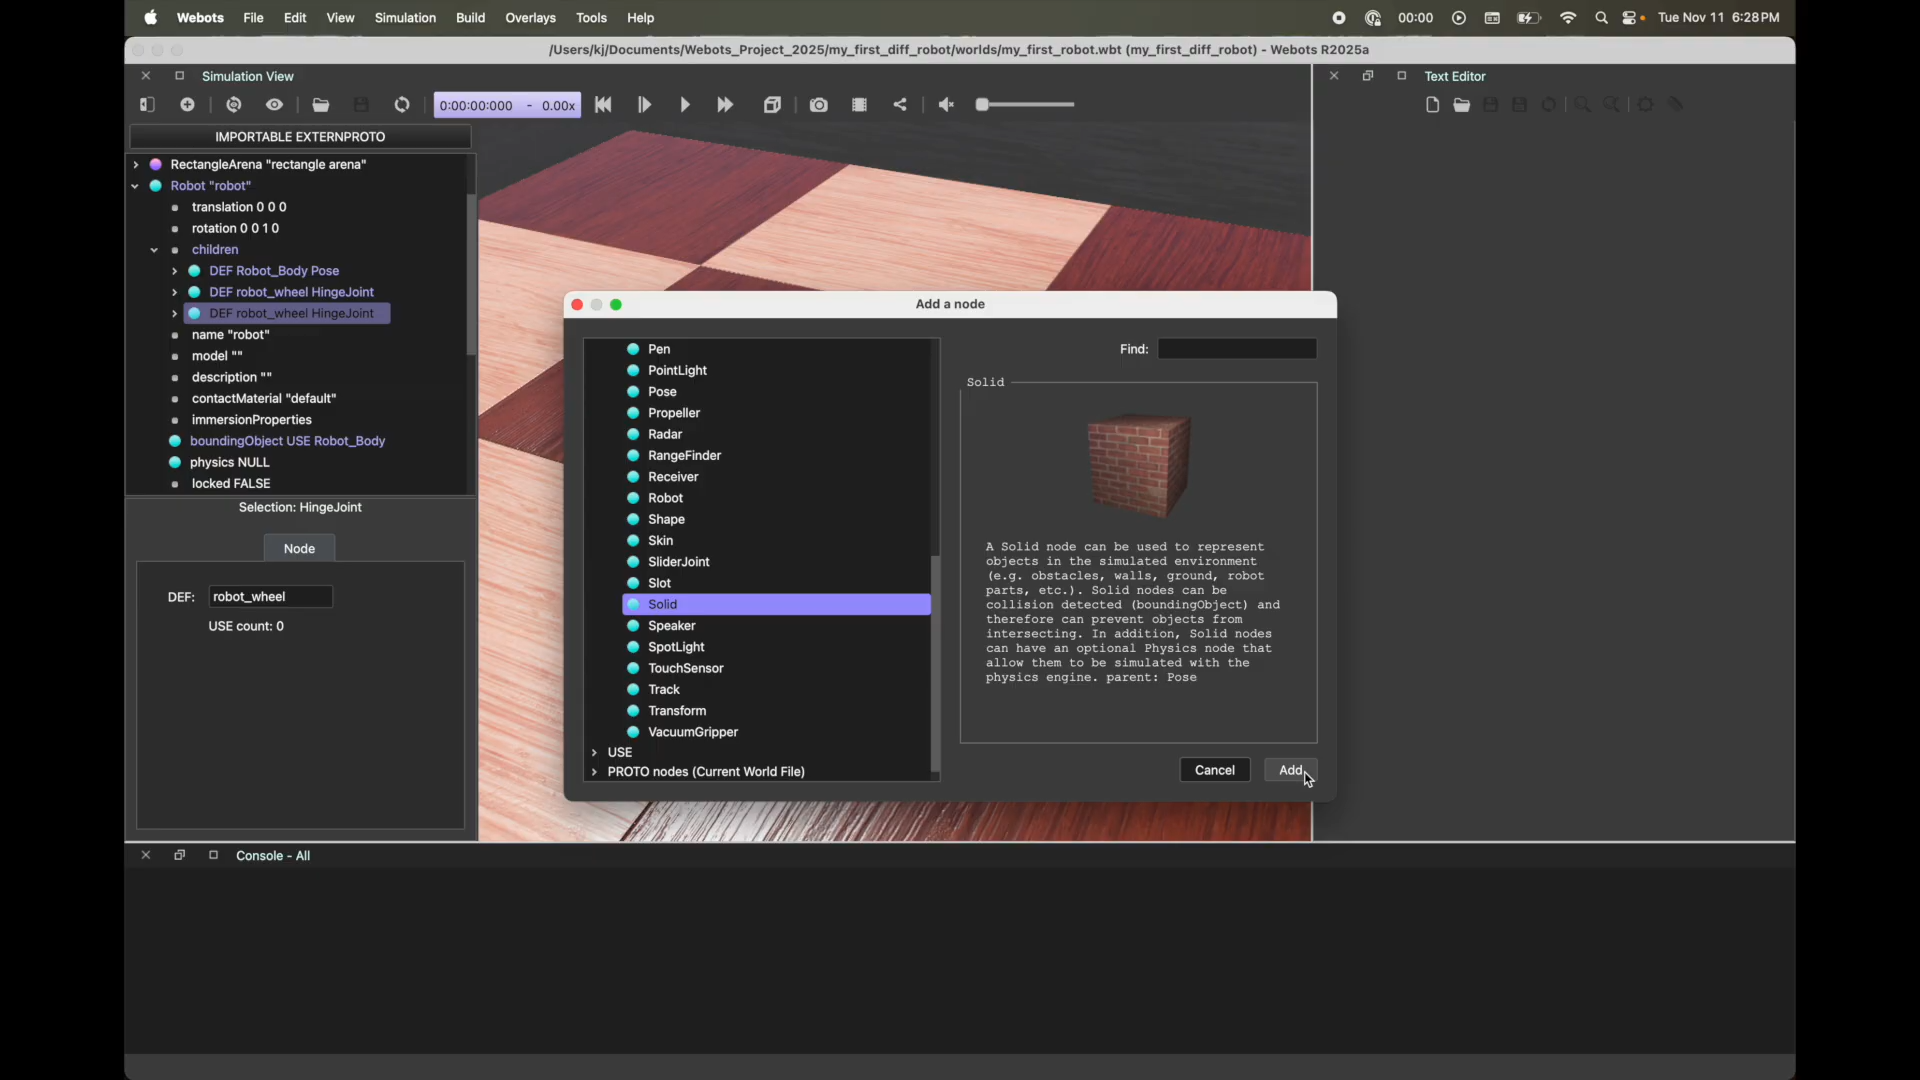 Webots File Edit View Simulation Build Overlays Tools Help 00:00 Tue Nov 11 6:28 PM
/Users/kj/Documents/Webots_Project_2025/my_first_diff_robot/worlds/my_first_robot.wbt (my_first_diff_robot) - Webots R2025a
Simulation View
Text Editor
0:00:00:000 - 0.00x
IMPORTABLE EXTERNPROTO
RectangleArena "rectangle arena"
Robot "robot"
translation 0 0 0
rotation 0 0 1 0
children
DEF Robot_Body Pose
DEF robot_wheel HingeJoint
DEF robot_wheel HingeJoint
name "robot"
model ""
description ""
contactMaterial "default"
immersionProperties
boundingObject USE Robot_Body
physics NULL
locked FALSE
Selection: HingeJoint
Node
DEF: robot_wheel
USE count: 0
Add a node
Pen
PointLight
Pose
Propeller
Radar
RangeFinder
Receiver
Robot
Shape
Skin
SliderJoint
Slot
Solid
Speaker
SpotLight
TouchSensor
Track
Transform
VacuumGripper
USE
PROTO nodes (Current World File)
Find:
Solid
A Solid node can be used to represent
objects in the simulated environment
(e.g. obstacles, walls, ground, robot
parts, etc.). Solid nodes can be
collision detected (boundingObject) and
therefore can prevent objects from
intersecting. In addition, Solid nodes
can have an optional Physics node that
allow them to be simulated with the
physics engine. parent: Pose
Cancel Add
Console - All